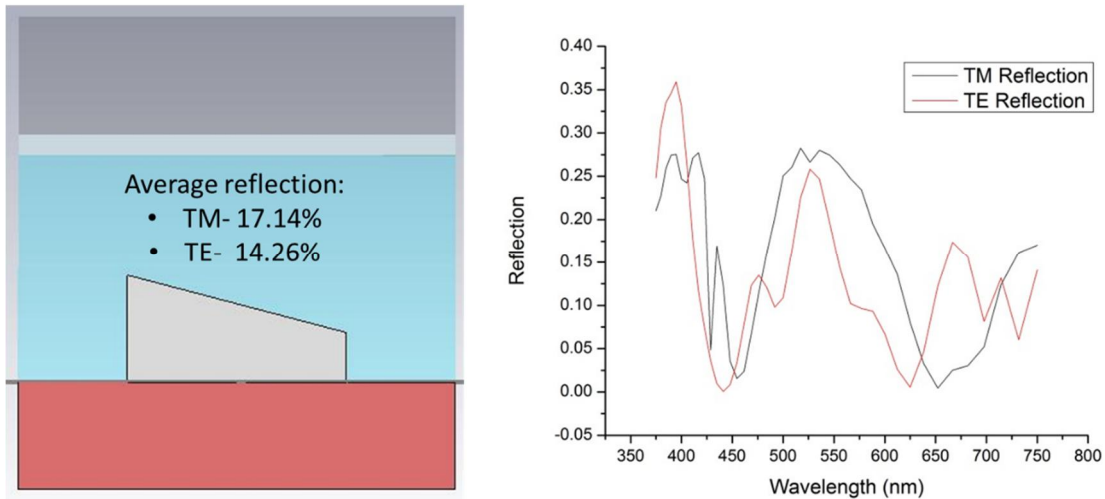 Average reflection:
• TM- 17.14%
• TE- 14.26%
0.40
0.35
0.30
0.25
0.20
0.15
0.10
0.05
0.00
-0.05
Reflection
TM Reflection
TE Reflection
350 400 450 500 550 600 650 700 750 800
Wavelength (nm)